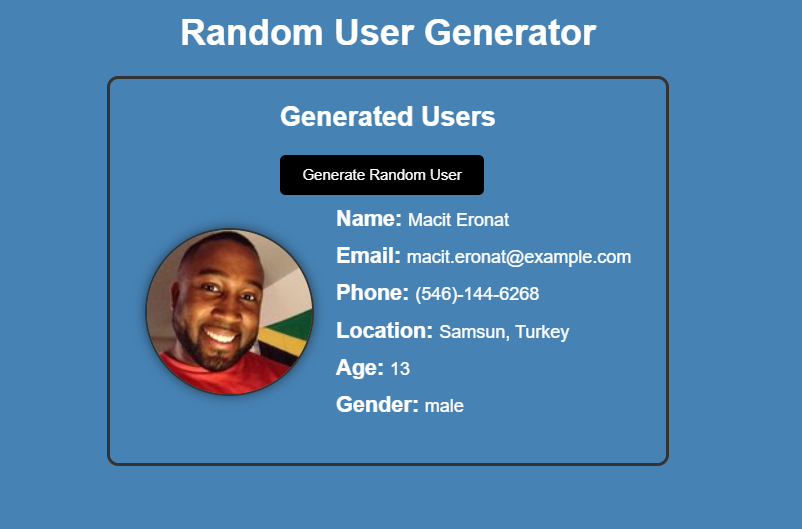 Random User Generator
Generated Users
Generate Random User
Name: Macit Eronat
Email: macit.eronat@example.com
Phone: (546)-144-6268
Location: Samsun, Turkey
Age: 13
Gender: male